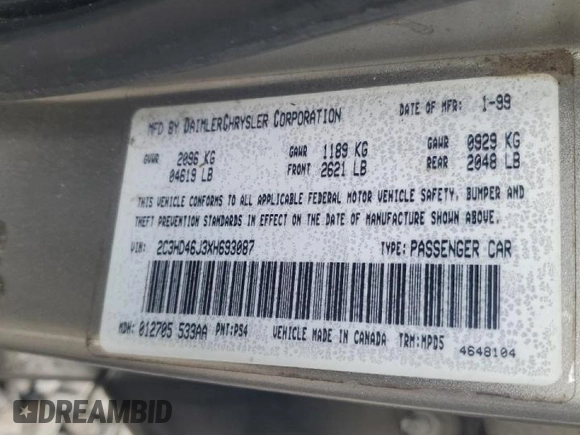 MFD BY DAIMLERCHRYSLER CORPORATION DATE OF MFR: 1-99
GVWR 2096 KG GAWR 1189 KG GAWR 0929 KG
04619 LB FRONT 2621 LB REAR 2048 LB
THIS VEHICLE CONFORMS TO ALL APPLICABLE FEDERAL MOTOR VEHICLE SAFETY, BUMPER AND
THEFT PREVENTION STANDARDS IN EFFECT ON THE DATE OF MANUFACTURE SHOWN ABOVE.
VIN: 2C3HD46J3XH693087 TYPE: PASSENGER CAR
MDH: 012705 533AA PNT:PS4 VEHICLE MADE IN CANADA TRM:MPD5
4648104
DREAMBID